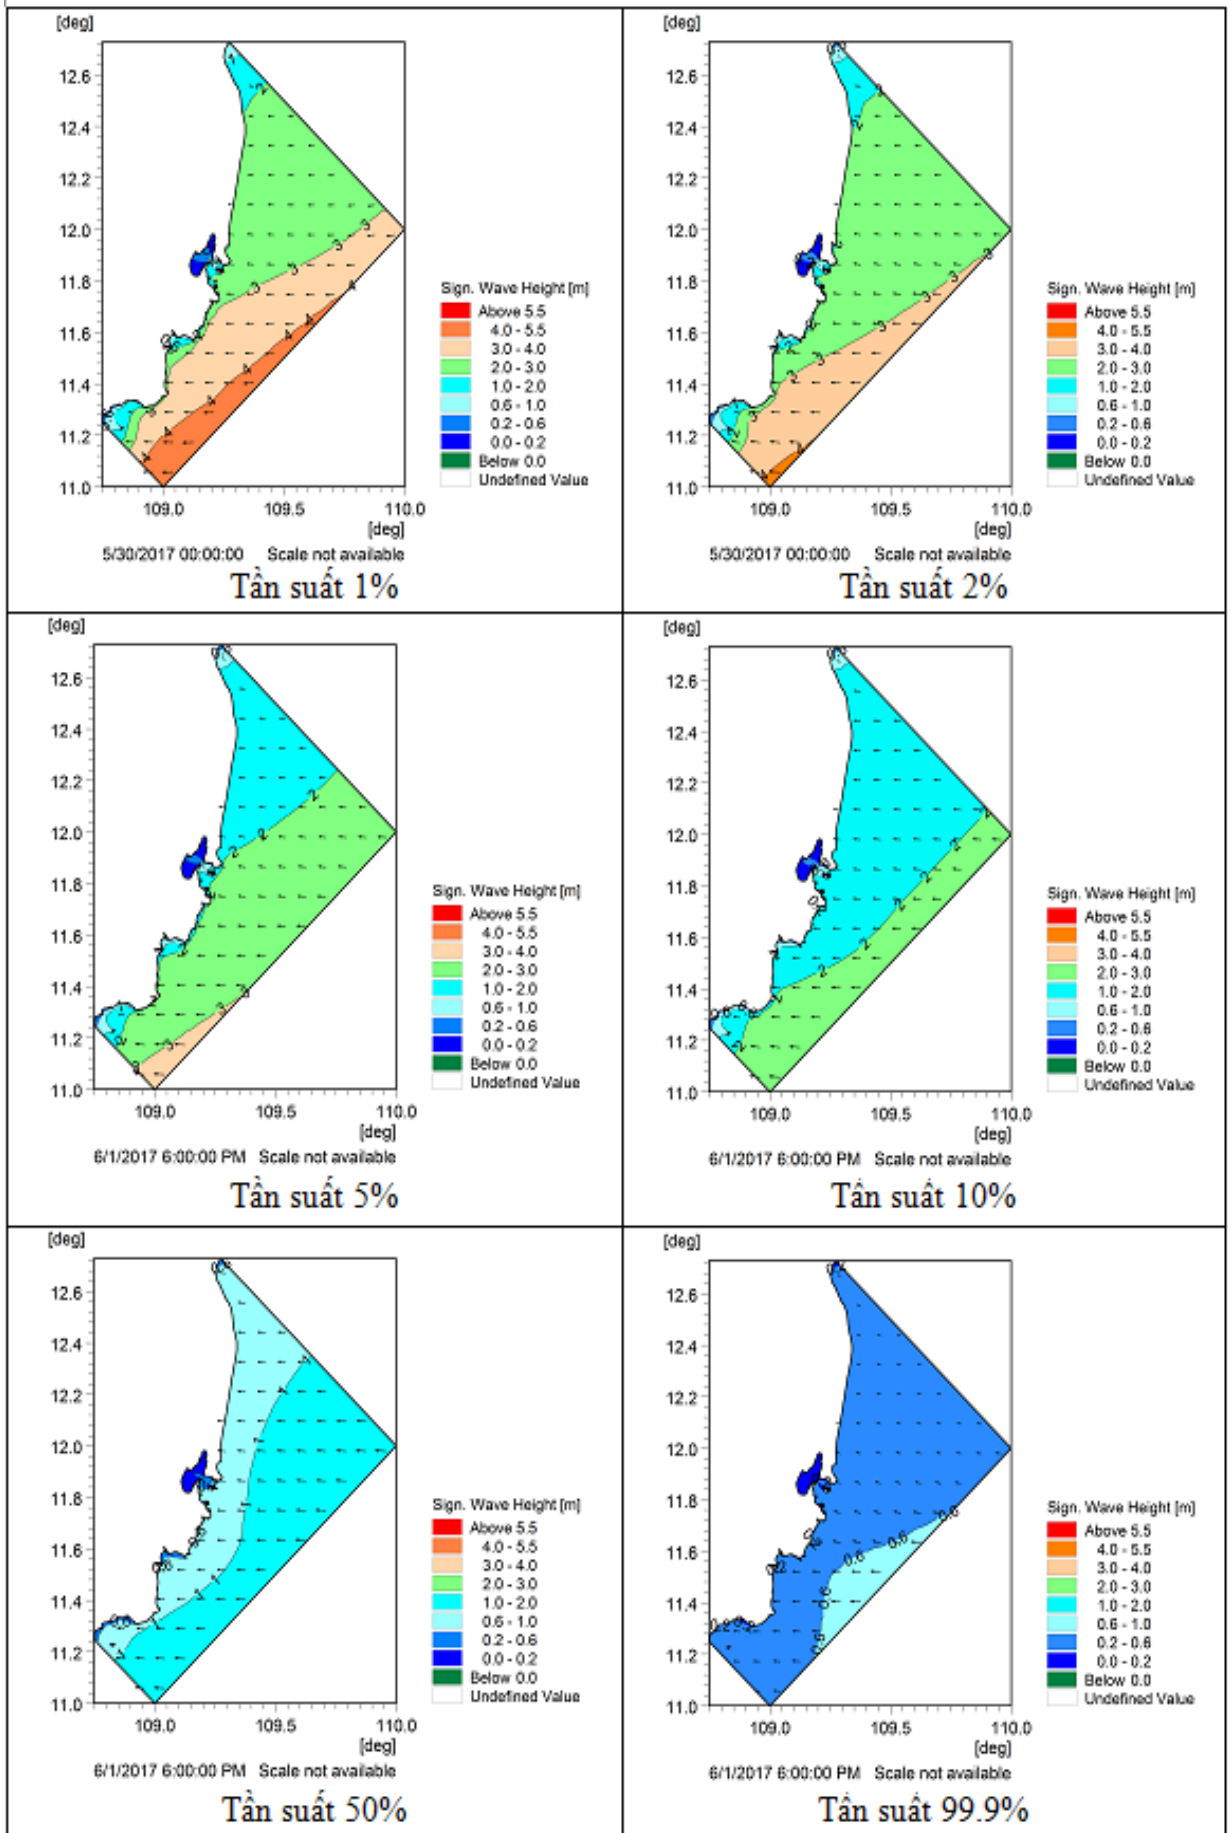 [deg]
12.6
12.4
12.2
12.0
11.8
11.6
11.4
11.2
11.0
109.0 109.5 110.0
[deg]
Sign. Wave Height [m]
Above 5.5
4.0 - 5.5
3.0 - 4.0
2.0 - 3.0
1.0 - 2.0
0.6 - 1.0
0.2 - 0.6
0.0 - 0.2
Below 0.0
Undefined Value
5/30/2017 00:00:00 Scale not available
Tần suất 1%
[deg]
12.6
12.4
12.2
12.0
11.8
11.6
11.4
11.2
11.0
109.0 109.5 110.0
[deg]
Sign. Wave Height [m]
Above 5.5
4.0 - 5.5
3.0 - 4.0
2.0 - 3.0
1.0 - 2.0
0.6 - 1.0
0.2 - 0.6
0.0 - 0.2
Below 0.0
Undefined Value
5/30/2017 00:00:00 Scale not available
Tần suất 2%
[deg]
12.6
12.4
12.2
12.0
11.8
11.6
11.4
11.2
11.0
109.0 109.5 110.0
[deg]
Sign. Wave Height [m]
Above 5.5
4.0 - 5.5
3.0 - 4.0
2.0 - 3.0
1.0 - 2.0
0.6 - 1.0
0.2 - 0.6
0.0 - 0.2
Below 0.0
Undefined Value
6/1/2017 6:00:00 PM Scale not available
Tần suất 5%
[deg]
12.6
12.4
12.2
12.0
11.8
11.6
11.4
11.2
11.0
109.0 109.5 110.0
[deg]
Sign. Wave Height [m]
Above 5.5
4.0 - 5.5
3.0 - 4.0
2.0 - 3.0
1.0 - 2.0
0.6 - 1.0
0.2 - 0.6
0.0 - 0.2
Below 0.0
Undefined Value
6/1/2017 6:00:00 PM Scale not available
Tần suất 10%
[deg]
12.6
12.4
12.2
12.0
11.8
11.6
11.4
11.2
11.0
109.0 109.5 110.0
[deg]
Sign. Wave Height [m]
Above 5.5
4.0 - 5.5
3.0 - 4.0
2.0 - 3.0
1.0 - 2.0
0.6 - 1.0
0.2 - 0.6
0.0 - 0.2
Below 0.0
Undefined Value
6/1/2017 6:00:00 PM Scale not available
Tần suất 50%
[deg]
12.6
12.4
12.2
12.0
11.8
11.6
11.4
11.2
11.0
109.0 109.5 110.0
[deg]
Sign. Wave Height [m]
Above 5.5
4.0 - 5.5
3.0 - 4.0
2.0 - 3.0
1.0 - 2.0
0.6 - 1.0
0.2 - 0.6
0.0 - 0.2
Below 0.0
Undefined Value
6/1/2017 6:00:00 PM Scale not available
Tần suất 99.9%